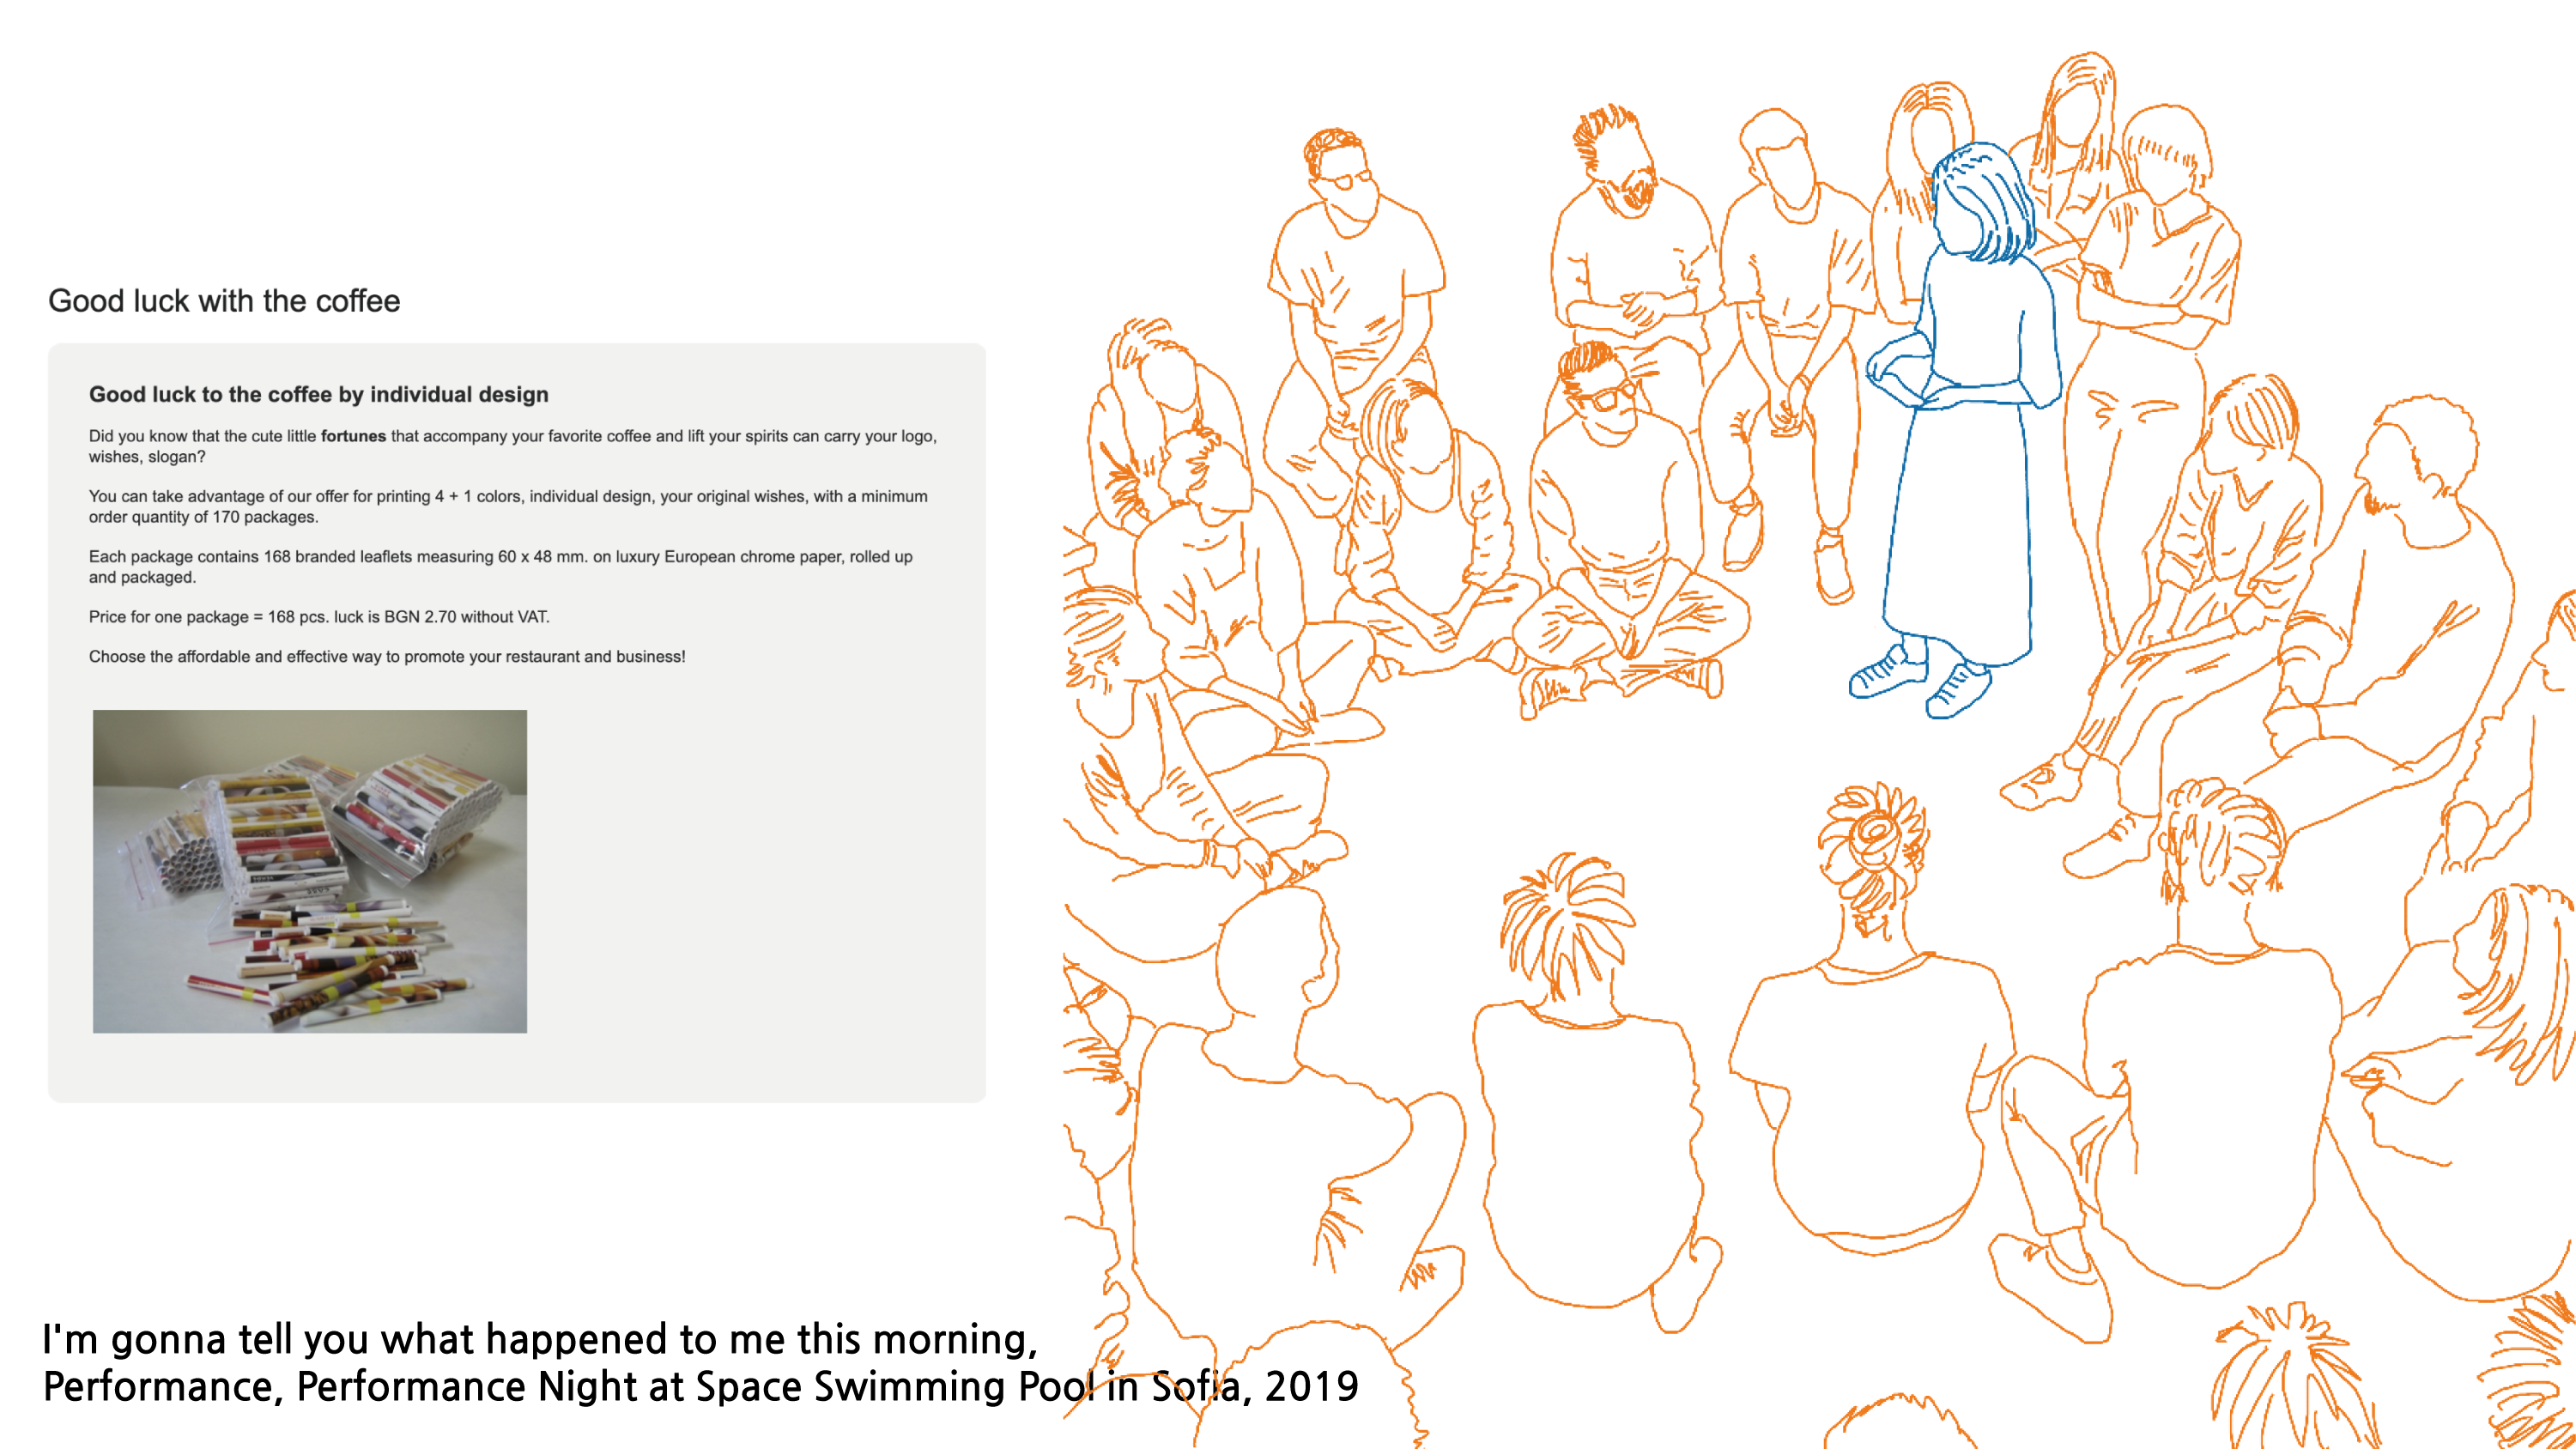 Good luck with the coffee
Good luck to the coffee by individual design
Did you know that the cute little fortunes that accompany your favorite coffee and lift your spirits can carry your logo,
wishes, slogan?
You can take advantage of our offer for printing 4 + 1 colors, individual design, your original wishes, with a minimum
order quantity of 170 packages.
Each package contains 168 branded leaflets measuring 60 x 48 mm. on luxury European chrome paper, rolled up
and packaged.
Price for one package = 168 pcs. luck is BGN 2.70 without VAT.
Choose the affordable and effective way to promote your restaurant and business!
I'm gonna tell you what happened to me this morning,
Performance, Performance Night at Space Swimming Pool in Sofia, 2019